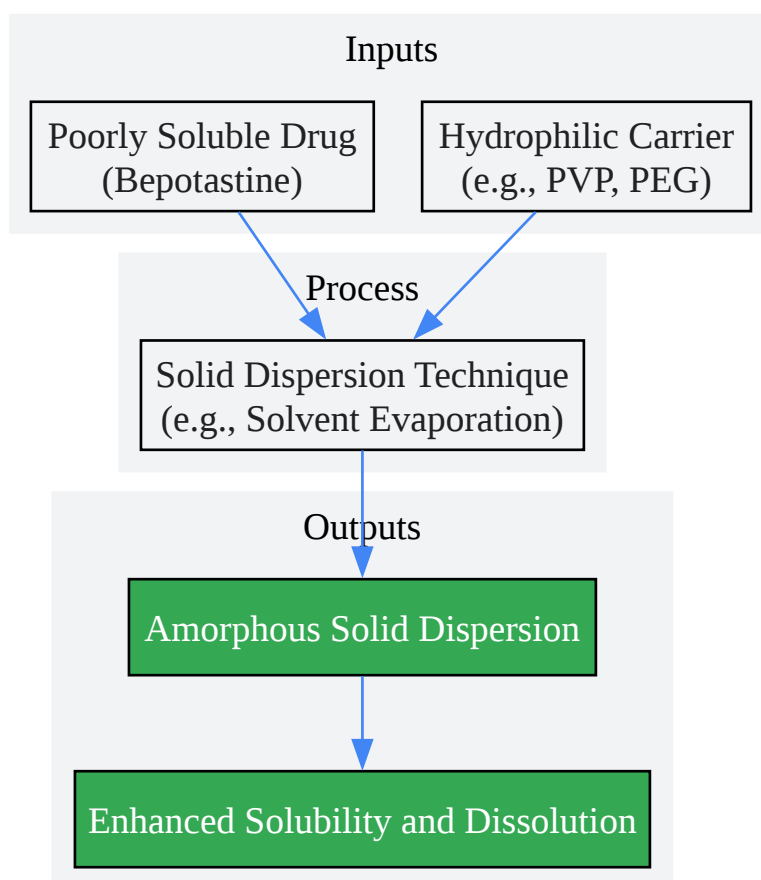 Inputs
Poorly Soluble Drug
(Bepotastine)
Hydrophilic Carrier
(e.g., PVP, PEG)
Process
Solid Dispersion Technique
(e.g., Solvent Evaporation)
Outputs
Amorphous Solid Dispersion
Enhanced Solubility and Dissolution